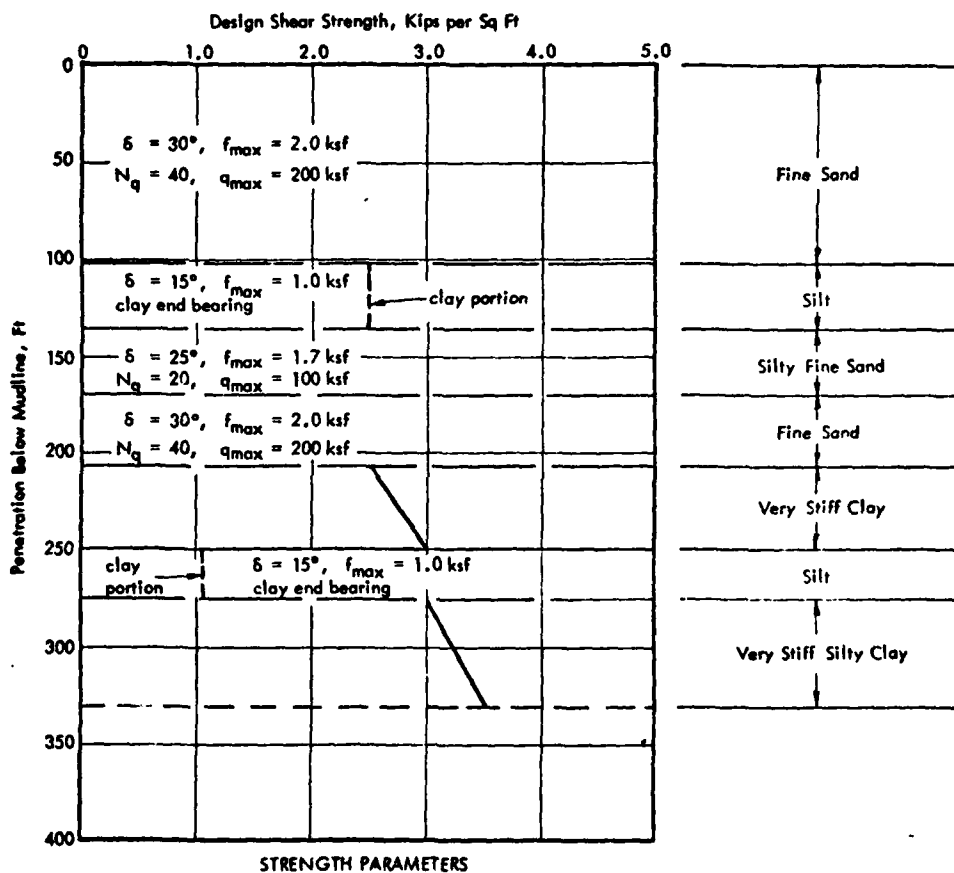 Design Shear Strength, Kips per Sq Ft
0 1.0 2.0 3.0 4.0 5.0
Penetration Below Mudline, Ft
0
50
100
150
200
250
300
350
400
δ = 30°, f_max = 2.0 ksf
N_q = 40, q_max = 200 ksf
Fine Sand
δ = 15°, f_max = 1.0 ksf
clay end bearing
clay portion
Silt
δ = 25°, f_max = 1.7 ksf
N_q = 20, q_max = 100 ksf
Silty Fine Sand
δ = 30°, f_max = 2.0 ksf
N_q = 40, q_max = 200 ksf
Fine Sand
Very Stiff Clay
clay
portion
δ = 15°, f_max = 1.0 ksf
clay end bearing
Silt
Very Stiff Silty Clay
STRENGTH PARAMETERS